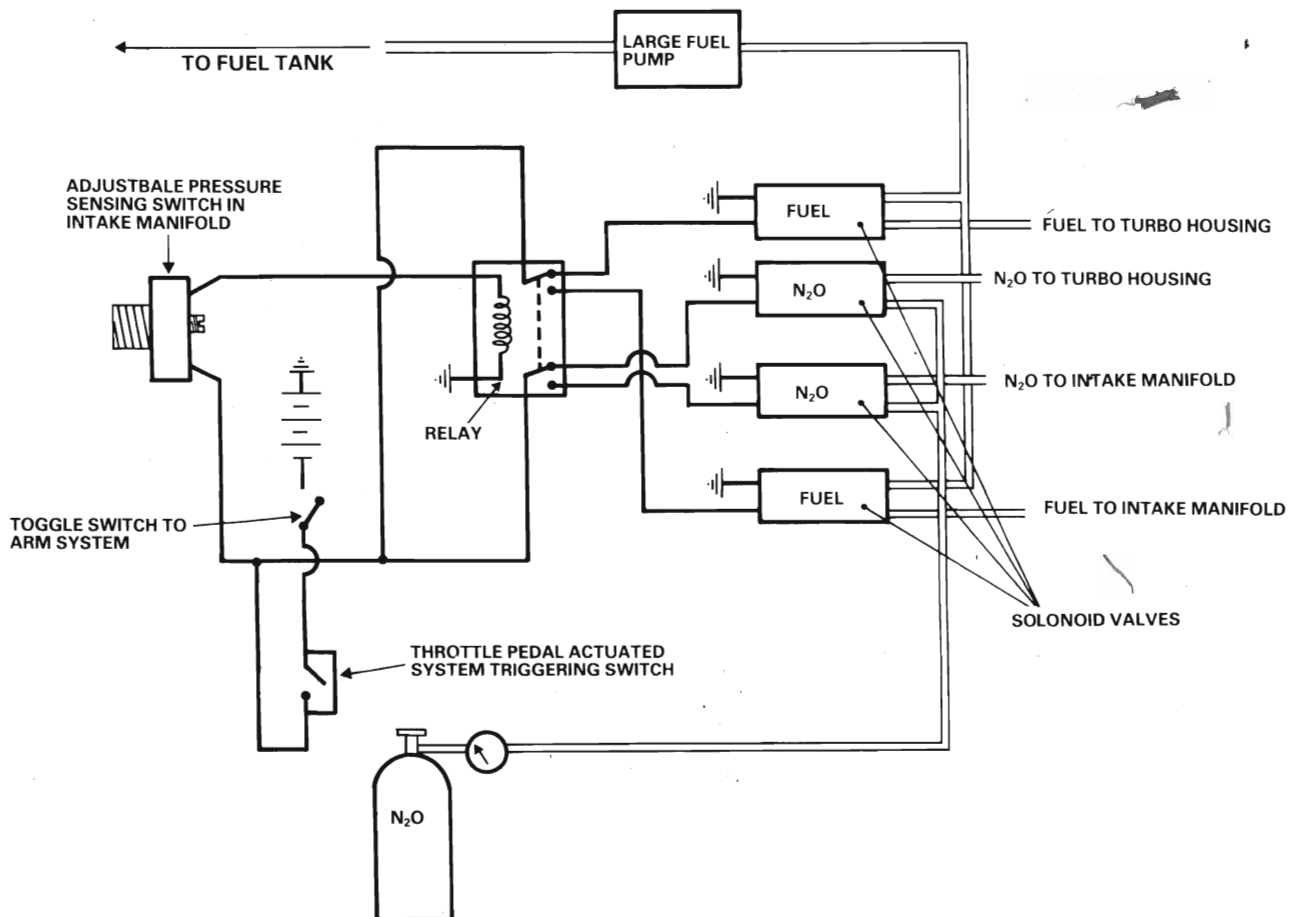 LARGE FUEL
PUMP
TO FUEL TANK
ADJUSTBALE PRESSURE
SENSING SWITCH IN
INTAKE MANIFOLD
FUEL
FUEL TO TURBO HOUSING
N₂O
N₂O TO TURBO HOUSING
N₂O
N₂O TO INTAKE MANIFOLD
RELAY
FUEL
FUEL TO INTAKE MANIFOLD
TOGGLE SWITCH TO
ARM SYSTEM
SOLONOID VALVES
THROTTLE PEDAL ACTUATED
SYSTEM TRIGGERING SWITCH
N₂O